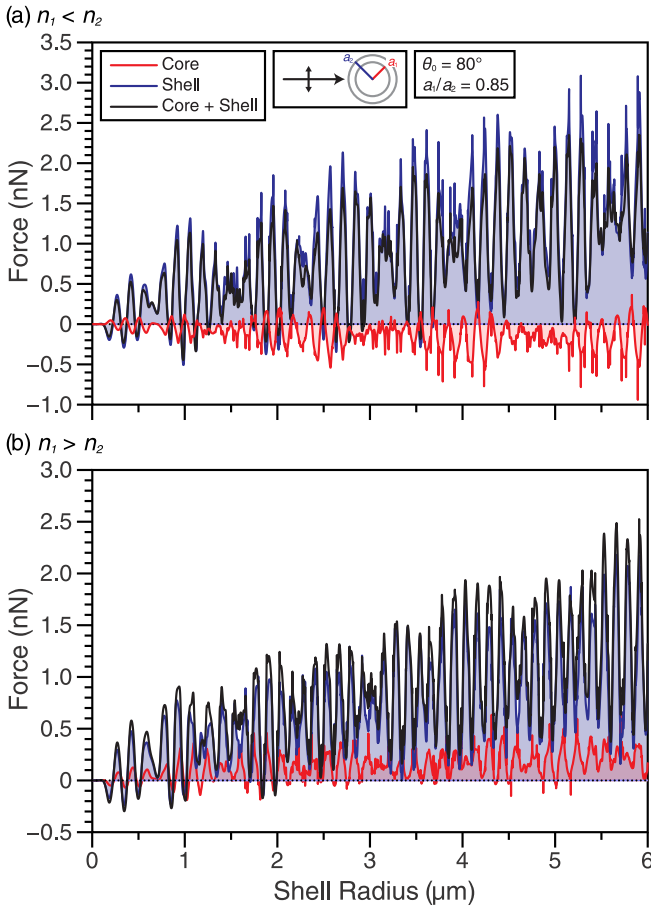 (a) n₁ < n₂
3.5
3.0
2.5
2.0
1.5
1.0
0.5
0
−0.5
−1.0
Force (nN)
Core
Shell
Core + Shell
a₂
a₁
θ₀ = 80°
a₁/a₂ = 0.85
(b) n₁ > n₂
3.0
2.5
2.0
1.5
1.0
0.5
0
−0.5
Force (nN)
0 1 2 3 4 5 6
Shell Radius (μm)